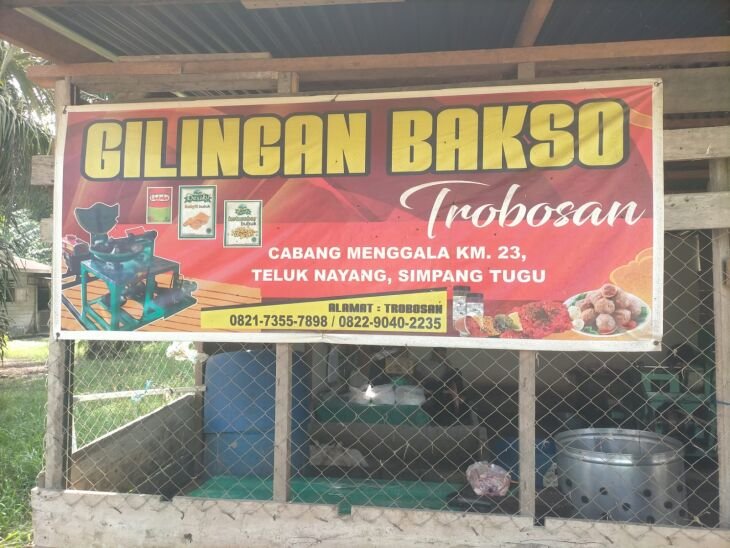 GILINGAN BAKSO
Trobosan
CABANG MENGGALA KM. 23,
TELUK NAYANG, SIMPANG TUGU
ALAMAT : TROBOSAN
0821-7355-7898 / 0822-9040-2235